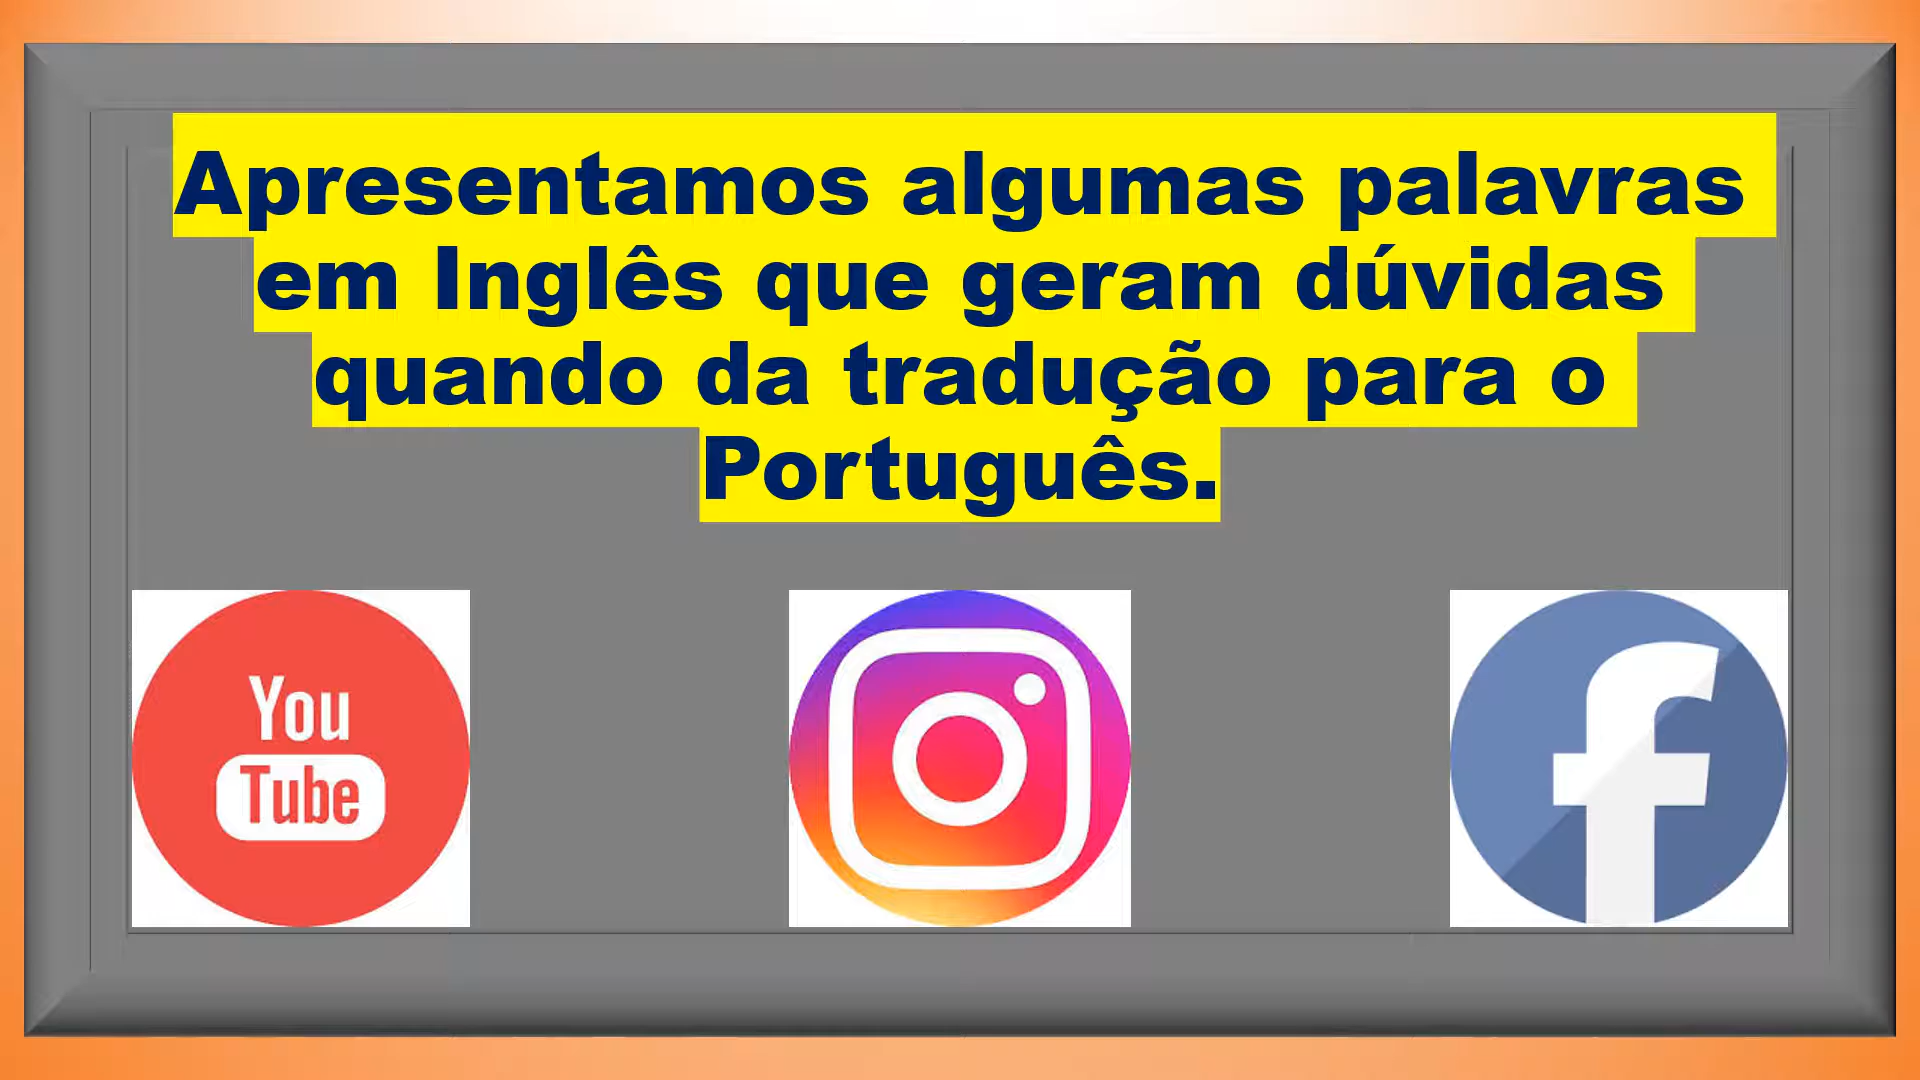 Apresentamos algumas palavras
em Inglês que geram dúvidas
quando da tradução para o
Português.
You
Tube
f